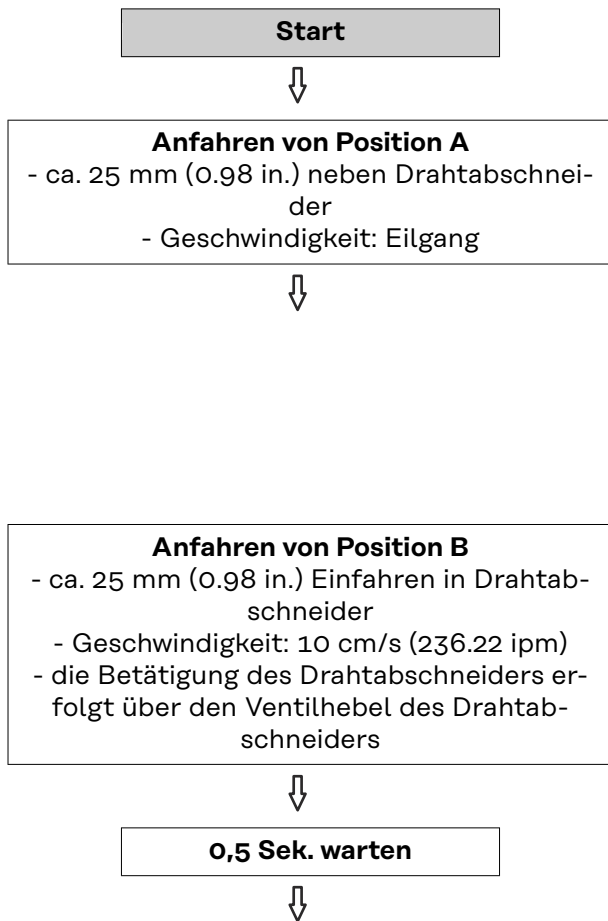 Start
Anfahren von Position A
- ca. 25 mm (0.98 in.) neben Drahtabschnei-
der
- Geschwindigkeit: Eilgang
Anfahren von Position B
- ca. 25 mm (0.98 in.) Einfahren in Drahtab-
schneider
- Geschwindigkeit: 10 cm/s (236.22 ipm)
- die Betätigung des Drahtabschneiders er-
folgt über den Ventilhebel des Drahtab-
schneiders
0,5 Sek. warten